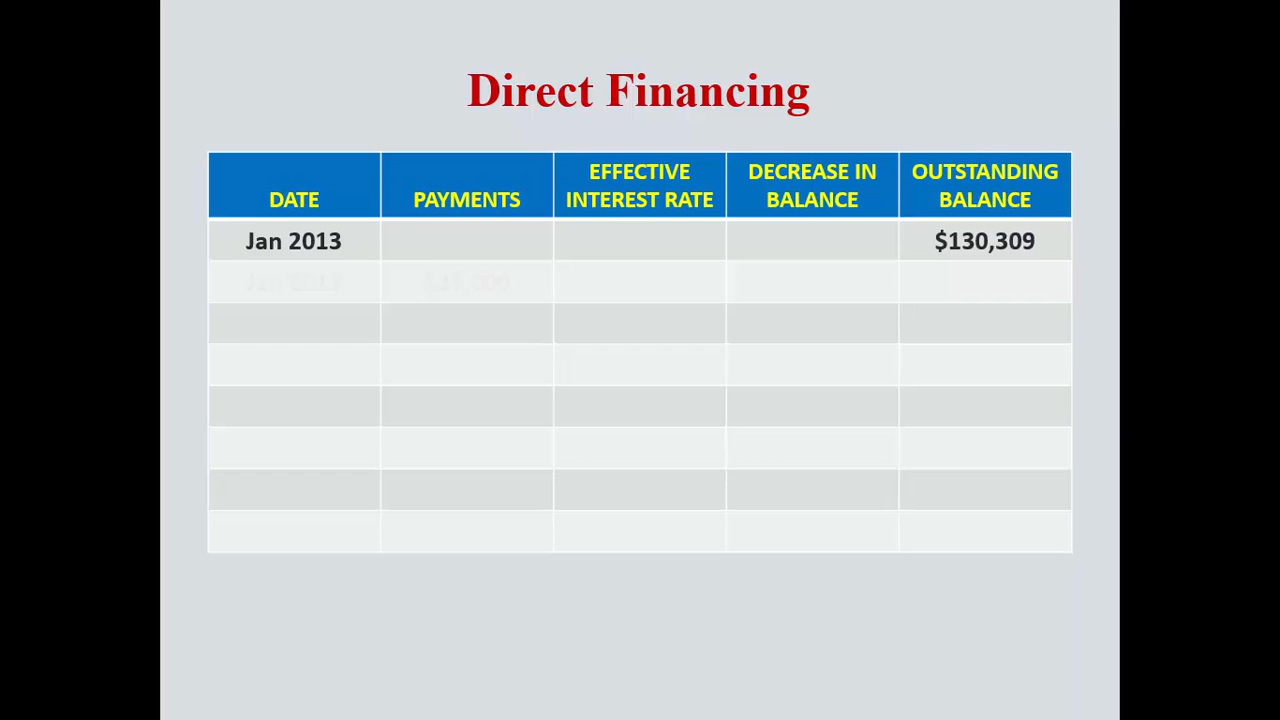 Direct Financing
DATE
PAYMENTS
EFFECTIVE
INTEREST RATE
DECREASE IN
BALANCE
OUTSTANDING
BALANCE
Jan 2013
$130,309